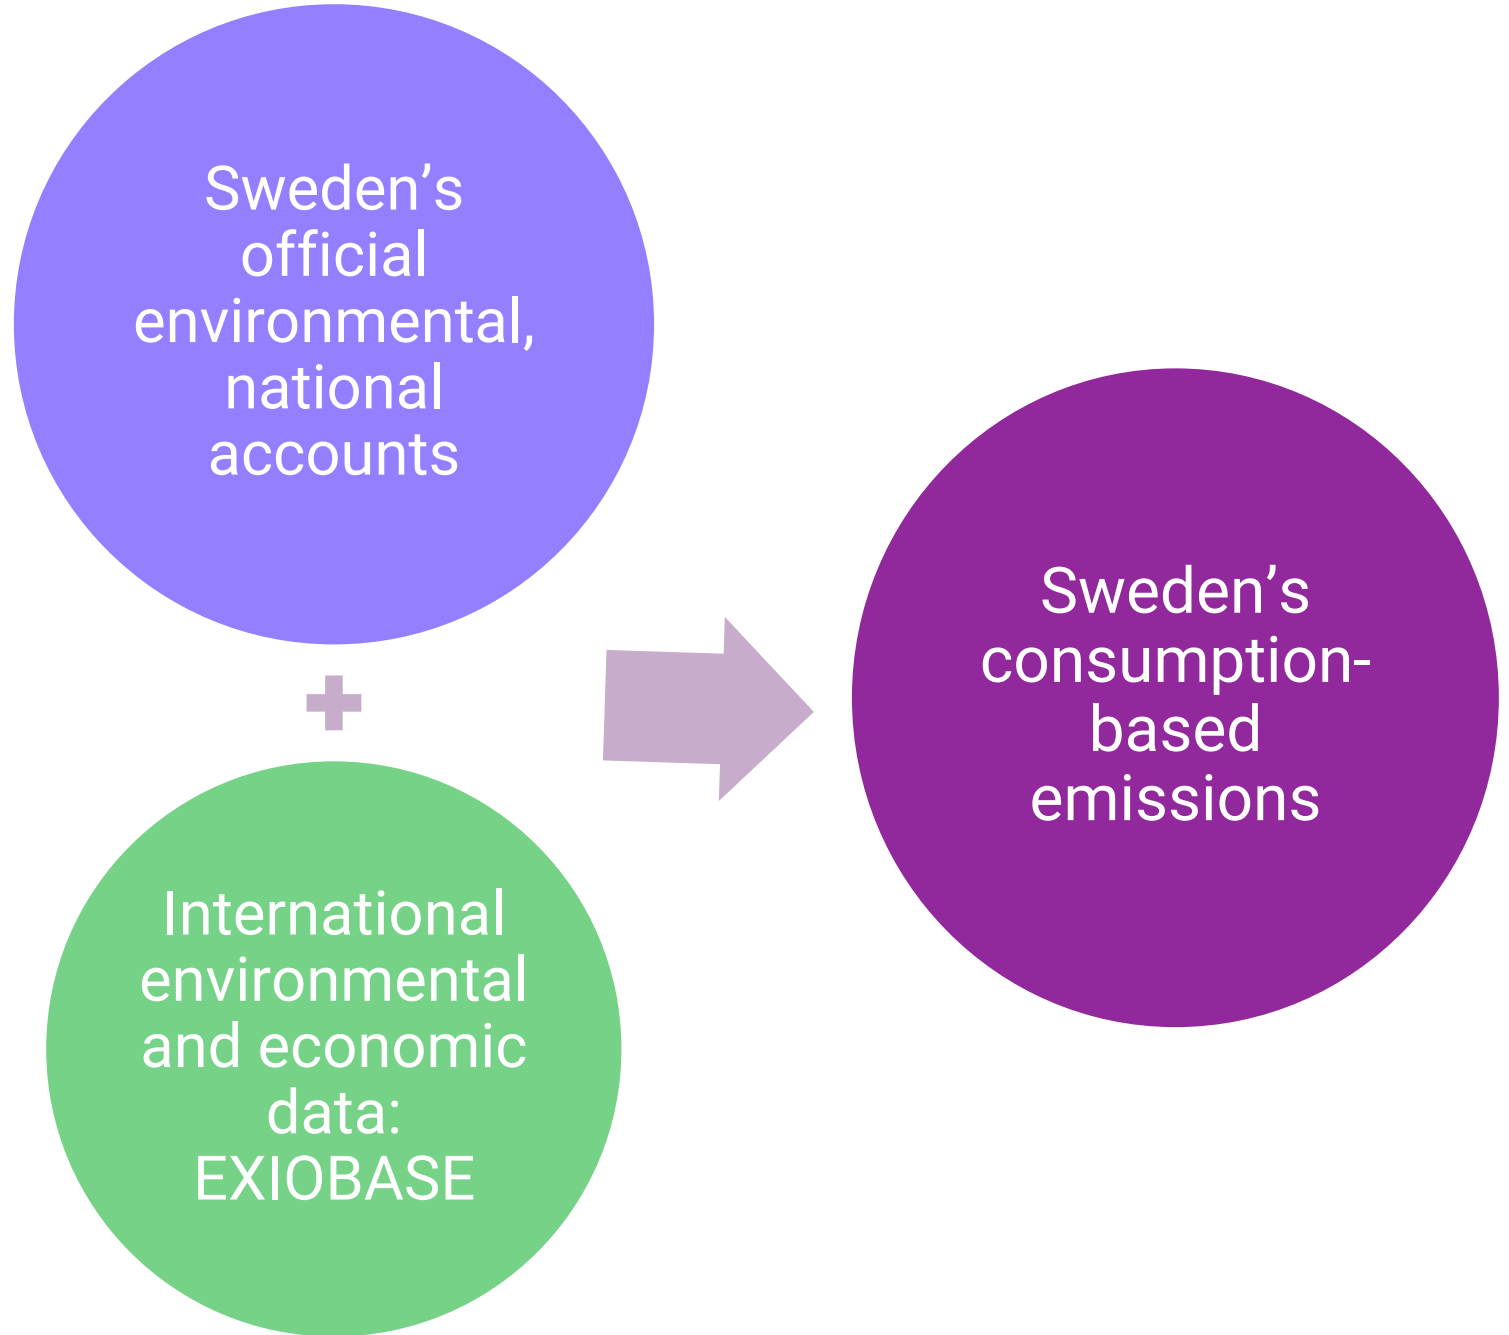 Sweden’s
official
environmental,
national
accounts
International
environmental
and economic
data:
EXIOBASE
Sweden’s
consumption-
based
emissions